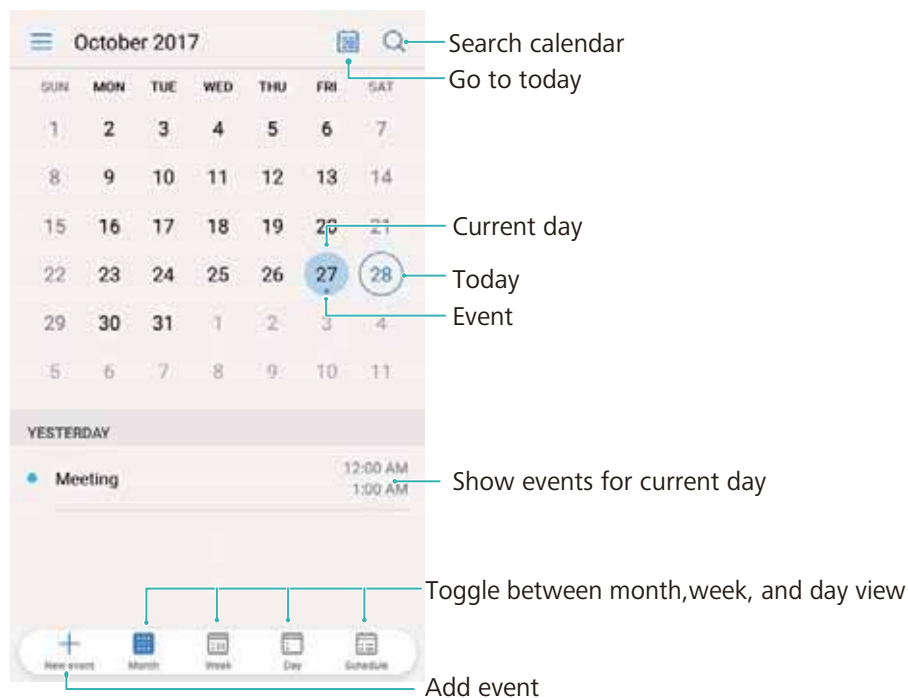 October 2017
Search calendar
Go to today
SUN MON TUE WED THU FRI SAT
1 2 3 4 5 6 7
8 9 10 11 12 13 14
15 16 17 18 19 20 21
Current day
22 23 24 25 26 27 28
Today
Event
29 30 31 1 2 3 4
5 6 7 8 9 10 11
YESTERDAY
Meeting
12:00 AM
1:00 AM
Show events for current day
Toggle between month,week, and day view
New event Month Week Day Schedule
Add event